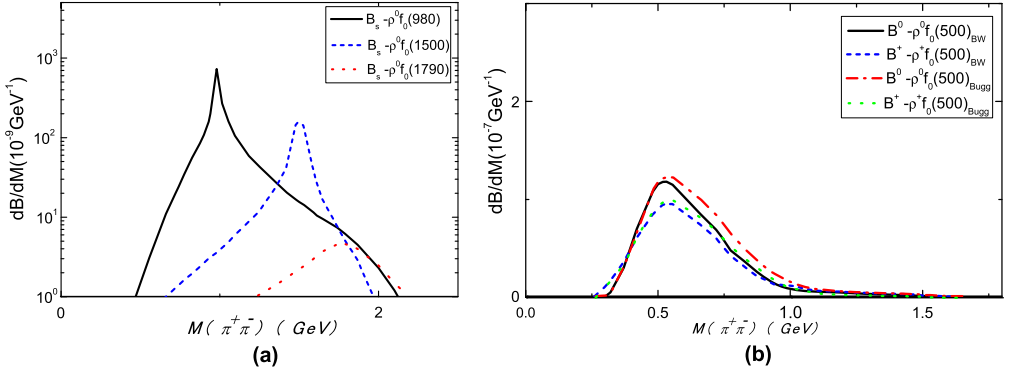 B_s -ρ^0f_0(980)
B_s -ρ^0f_0(1500)
B_s -ρ^0f_0(1790)
dB/dM(10^-9GeV^-1)
10^3
10^2
10^1
10^0
0
2
M( π^+π^-) ( GeV)
(a)
B^0 -ρ^0f_0(500)_BW
B^+ -ρ^+f_0(500)_BW
B^0 -ρ^0f_0(500)_Bugg
B^+ -ρ^+f_0(500)_Bugg
dB/dM(10^-7GeV^-1)
2
0
0.0
0.5
1.0
1.5
M( π^+π^-) ( GeV)
(b)